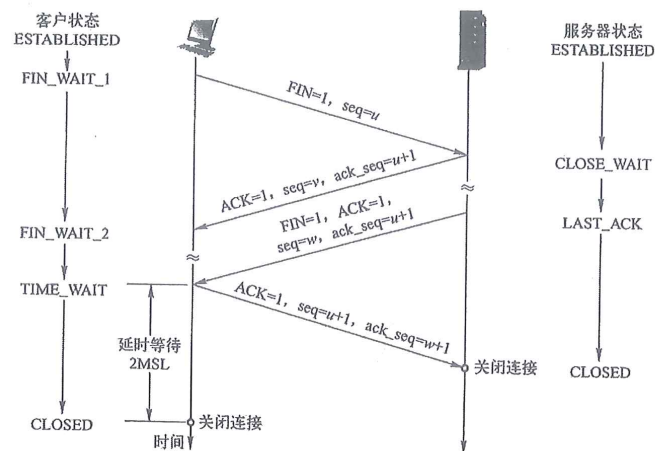 客户状态
ESTABLISHED
服务器状态
ESTABLISHED
FIN_WAIT_1
FIN=1, seq=u
CLOSE_WAIT
ACK=1, seq=v, ack_seq=u+1
FIN=1, ACK=1,
seq=w, ack_seq=u+1
LAST_ACK
FIN_WAIT_2
TIME_WAIT
ACK=1, seq=u+1, ack_seq=w+1
延时等待
2MSL
关闭连接
CLOSED
CLOSED
关闭连接
时间